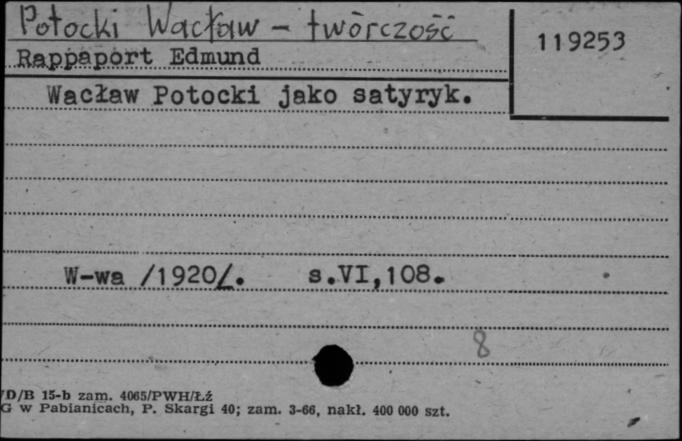 Potocki Wacław - twórczość
119253
Rappaport Edmund
Wacław Potocki jako satyryk.
W-wa /1920/. s.VI,108.
8
/D/B 15-b zam. 4065/PWH/Łź
G w Pabianicach, P. Skargi 40; zam. 3-66, nakł. 400 000 szt.